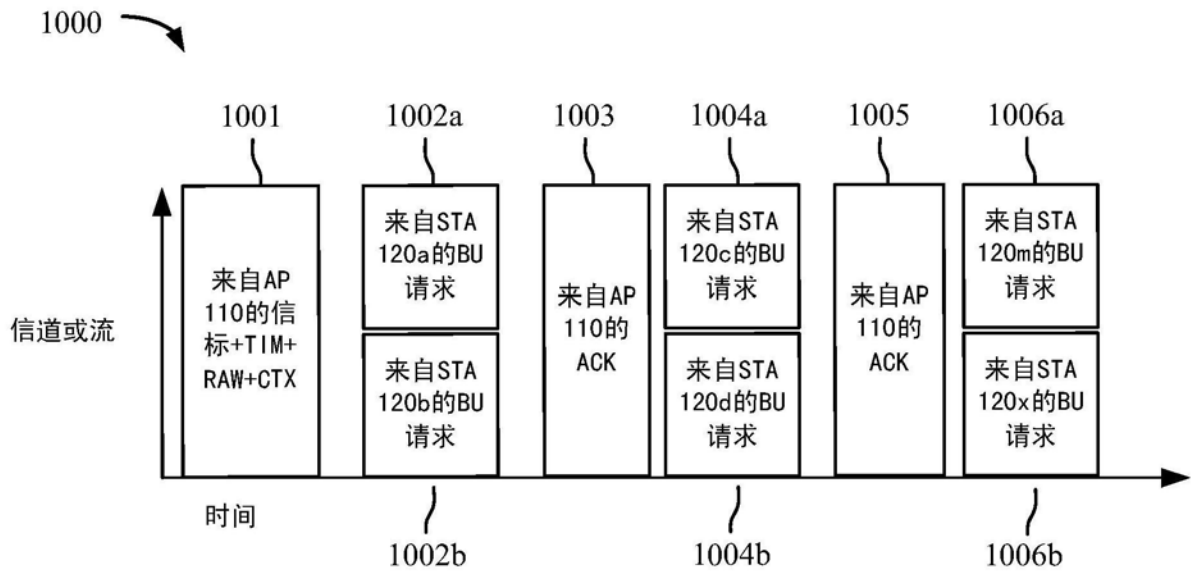 1000
1001
1002a
1003
1004a
1005
1006a
信道或流
来自AP
110的信
标+TIM+
RAW+CTX
来自STA
120a的BU
请求
来自STA
120b的BU
请求
来自AP
110的
ACK
来自STA
120c的BU
请求
来自STA
120d的BU
请求
来自AP
110的
ACK
来自STA
120m的BU
请求
来自STA
120x的BU
请求
时间
1002b
1004b
1006b